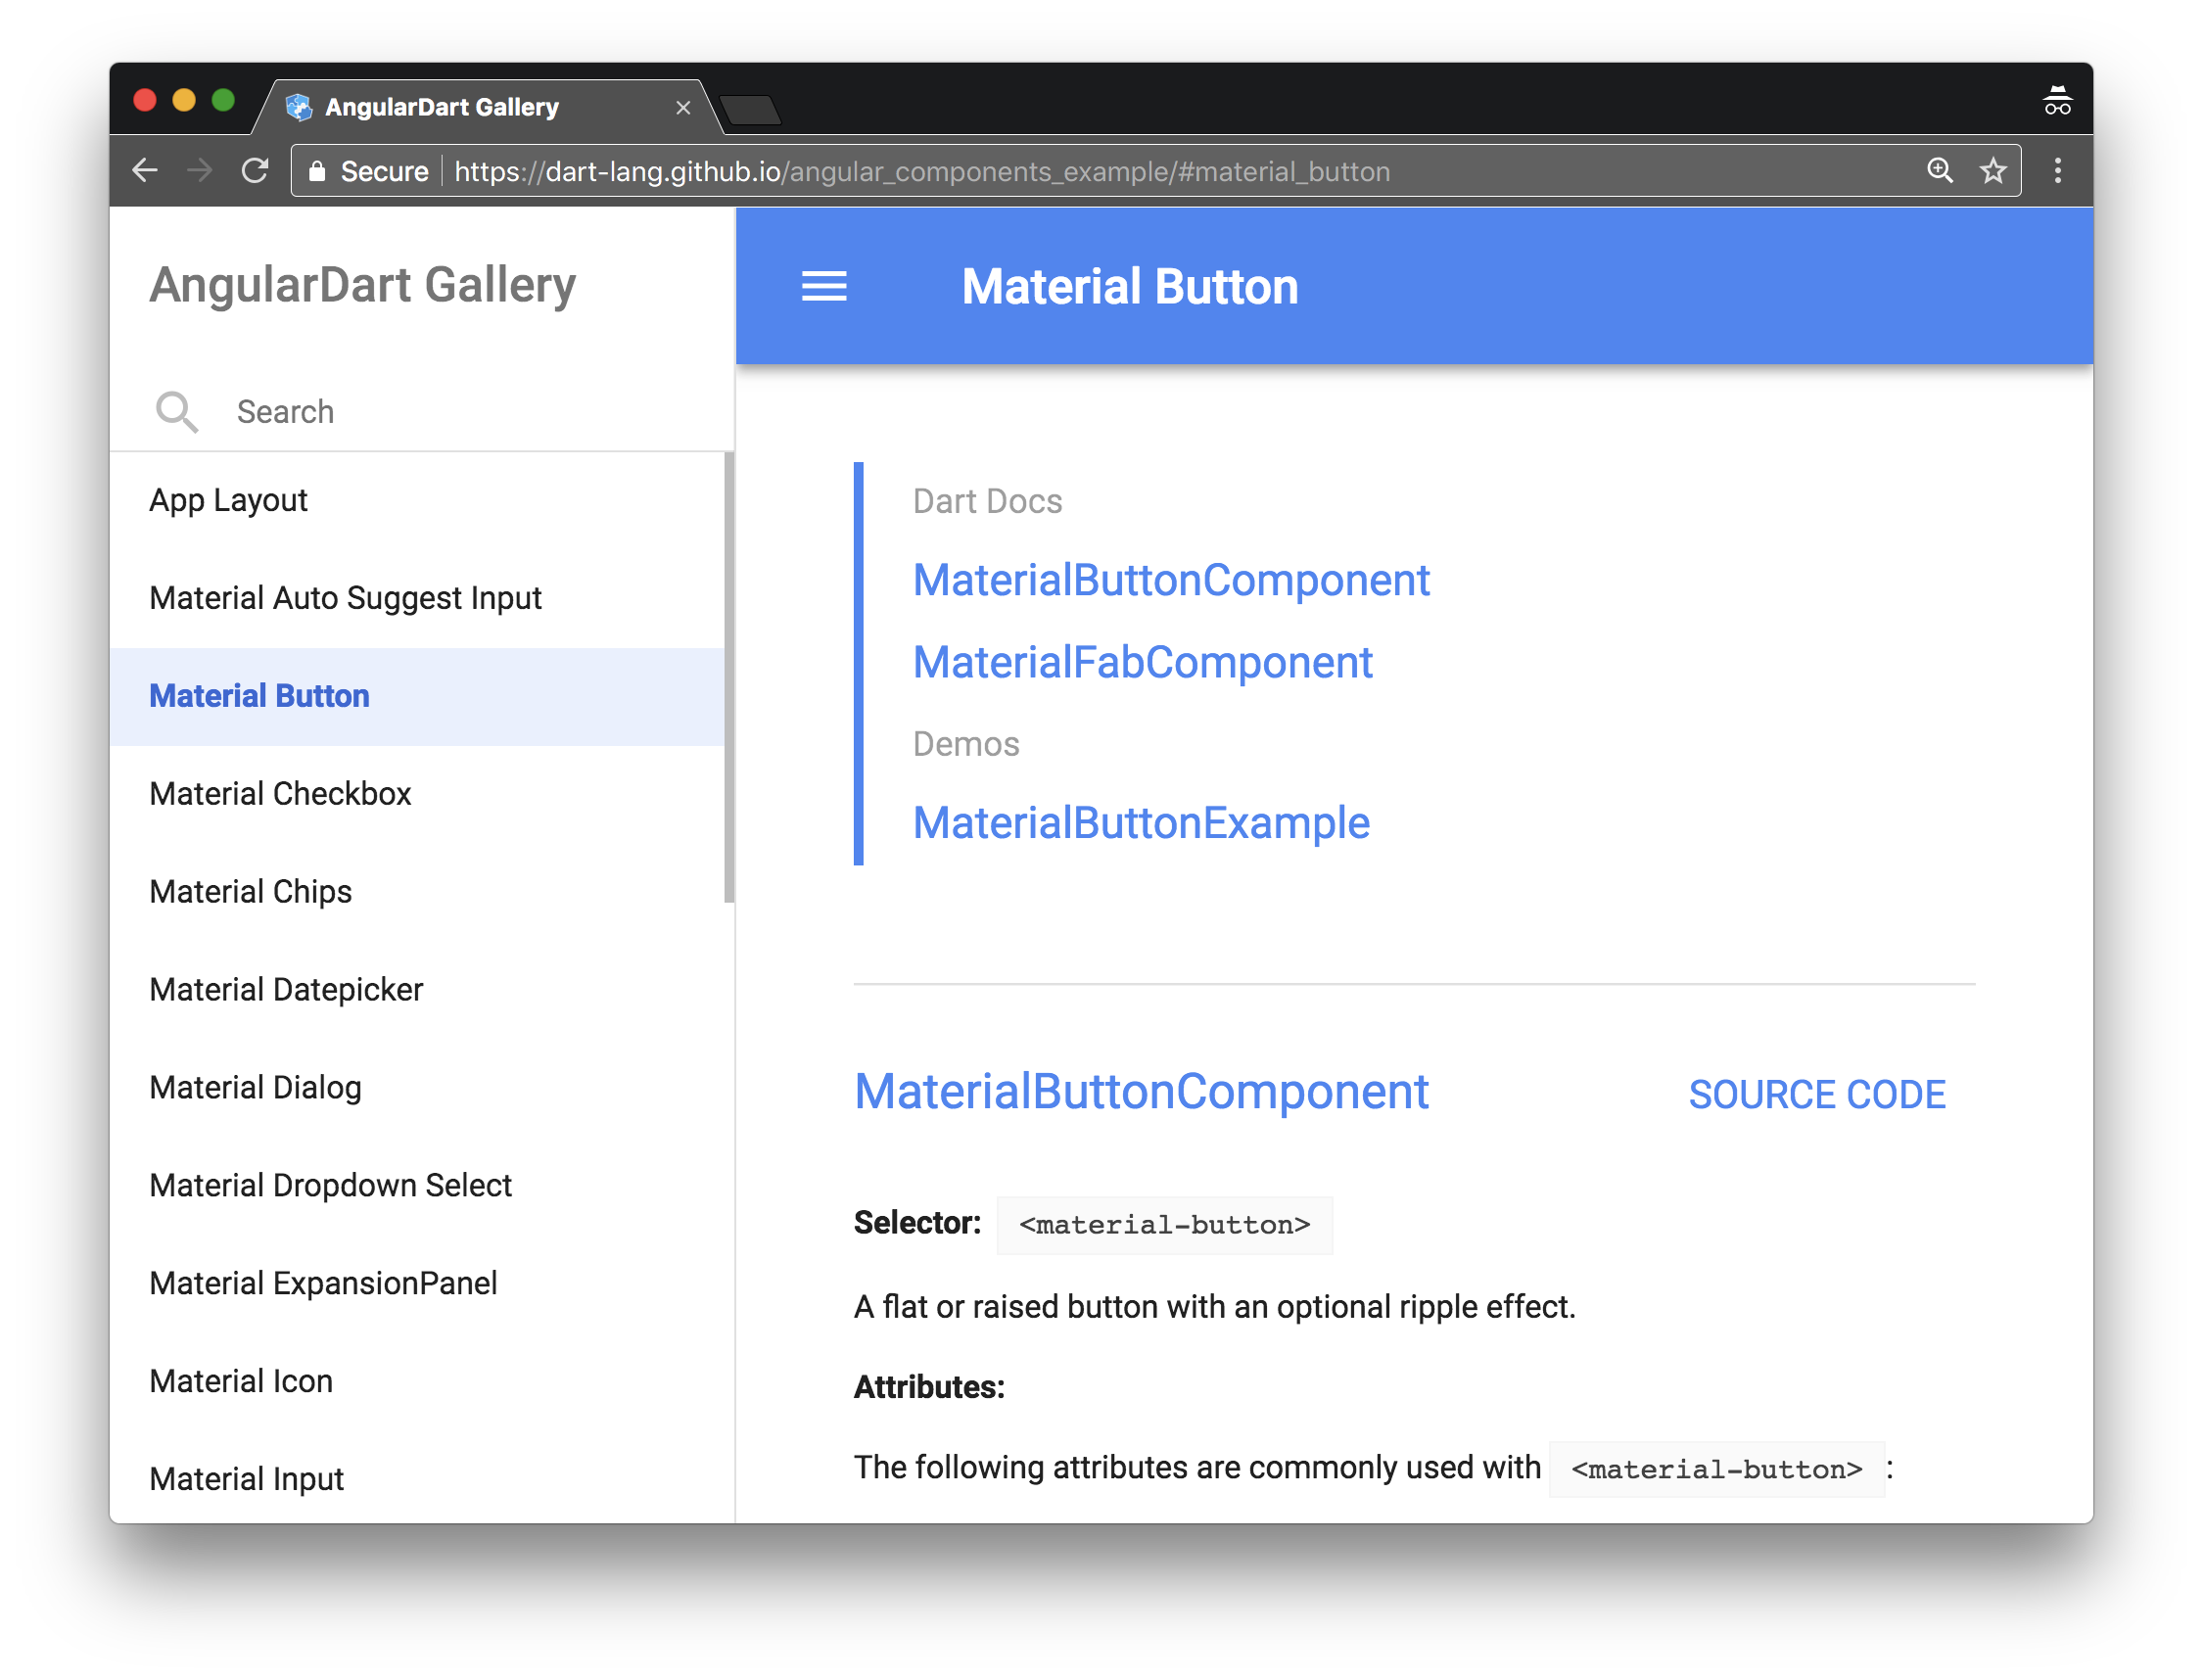 AngularDart Gallery
Secure https://dart-lang.github.io/angular_components_example/#material_button
AngularDart Gallery
Search
App Layout
Material Auto Suggest Input
Material Button
Material Checkbox
Material Chips
Material Datepicker
Material Dialog
Material Dropdown Select
Material ExpansionPanel
Material Icon
Material Input
Material Button
Dart Docs
MaterialButtonComponent
MaterialFabComponent
Demos
MaterialButtonExample
MaterialButtonComponent SOURCE CODE
Selector: <material-button>
A flat or raised button with an optional ripple effect.
Attributes:
The following attributes are commonly used with <material-button> :